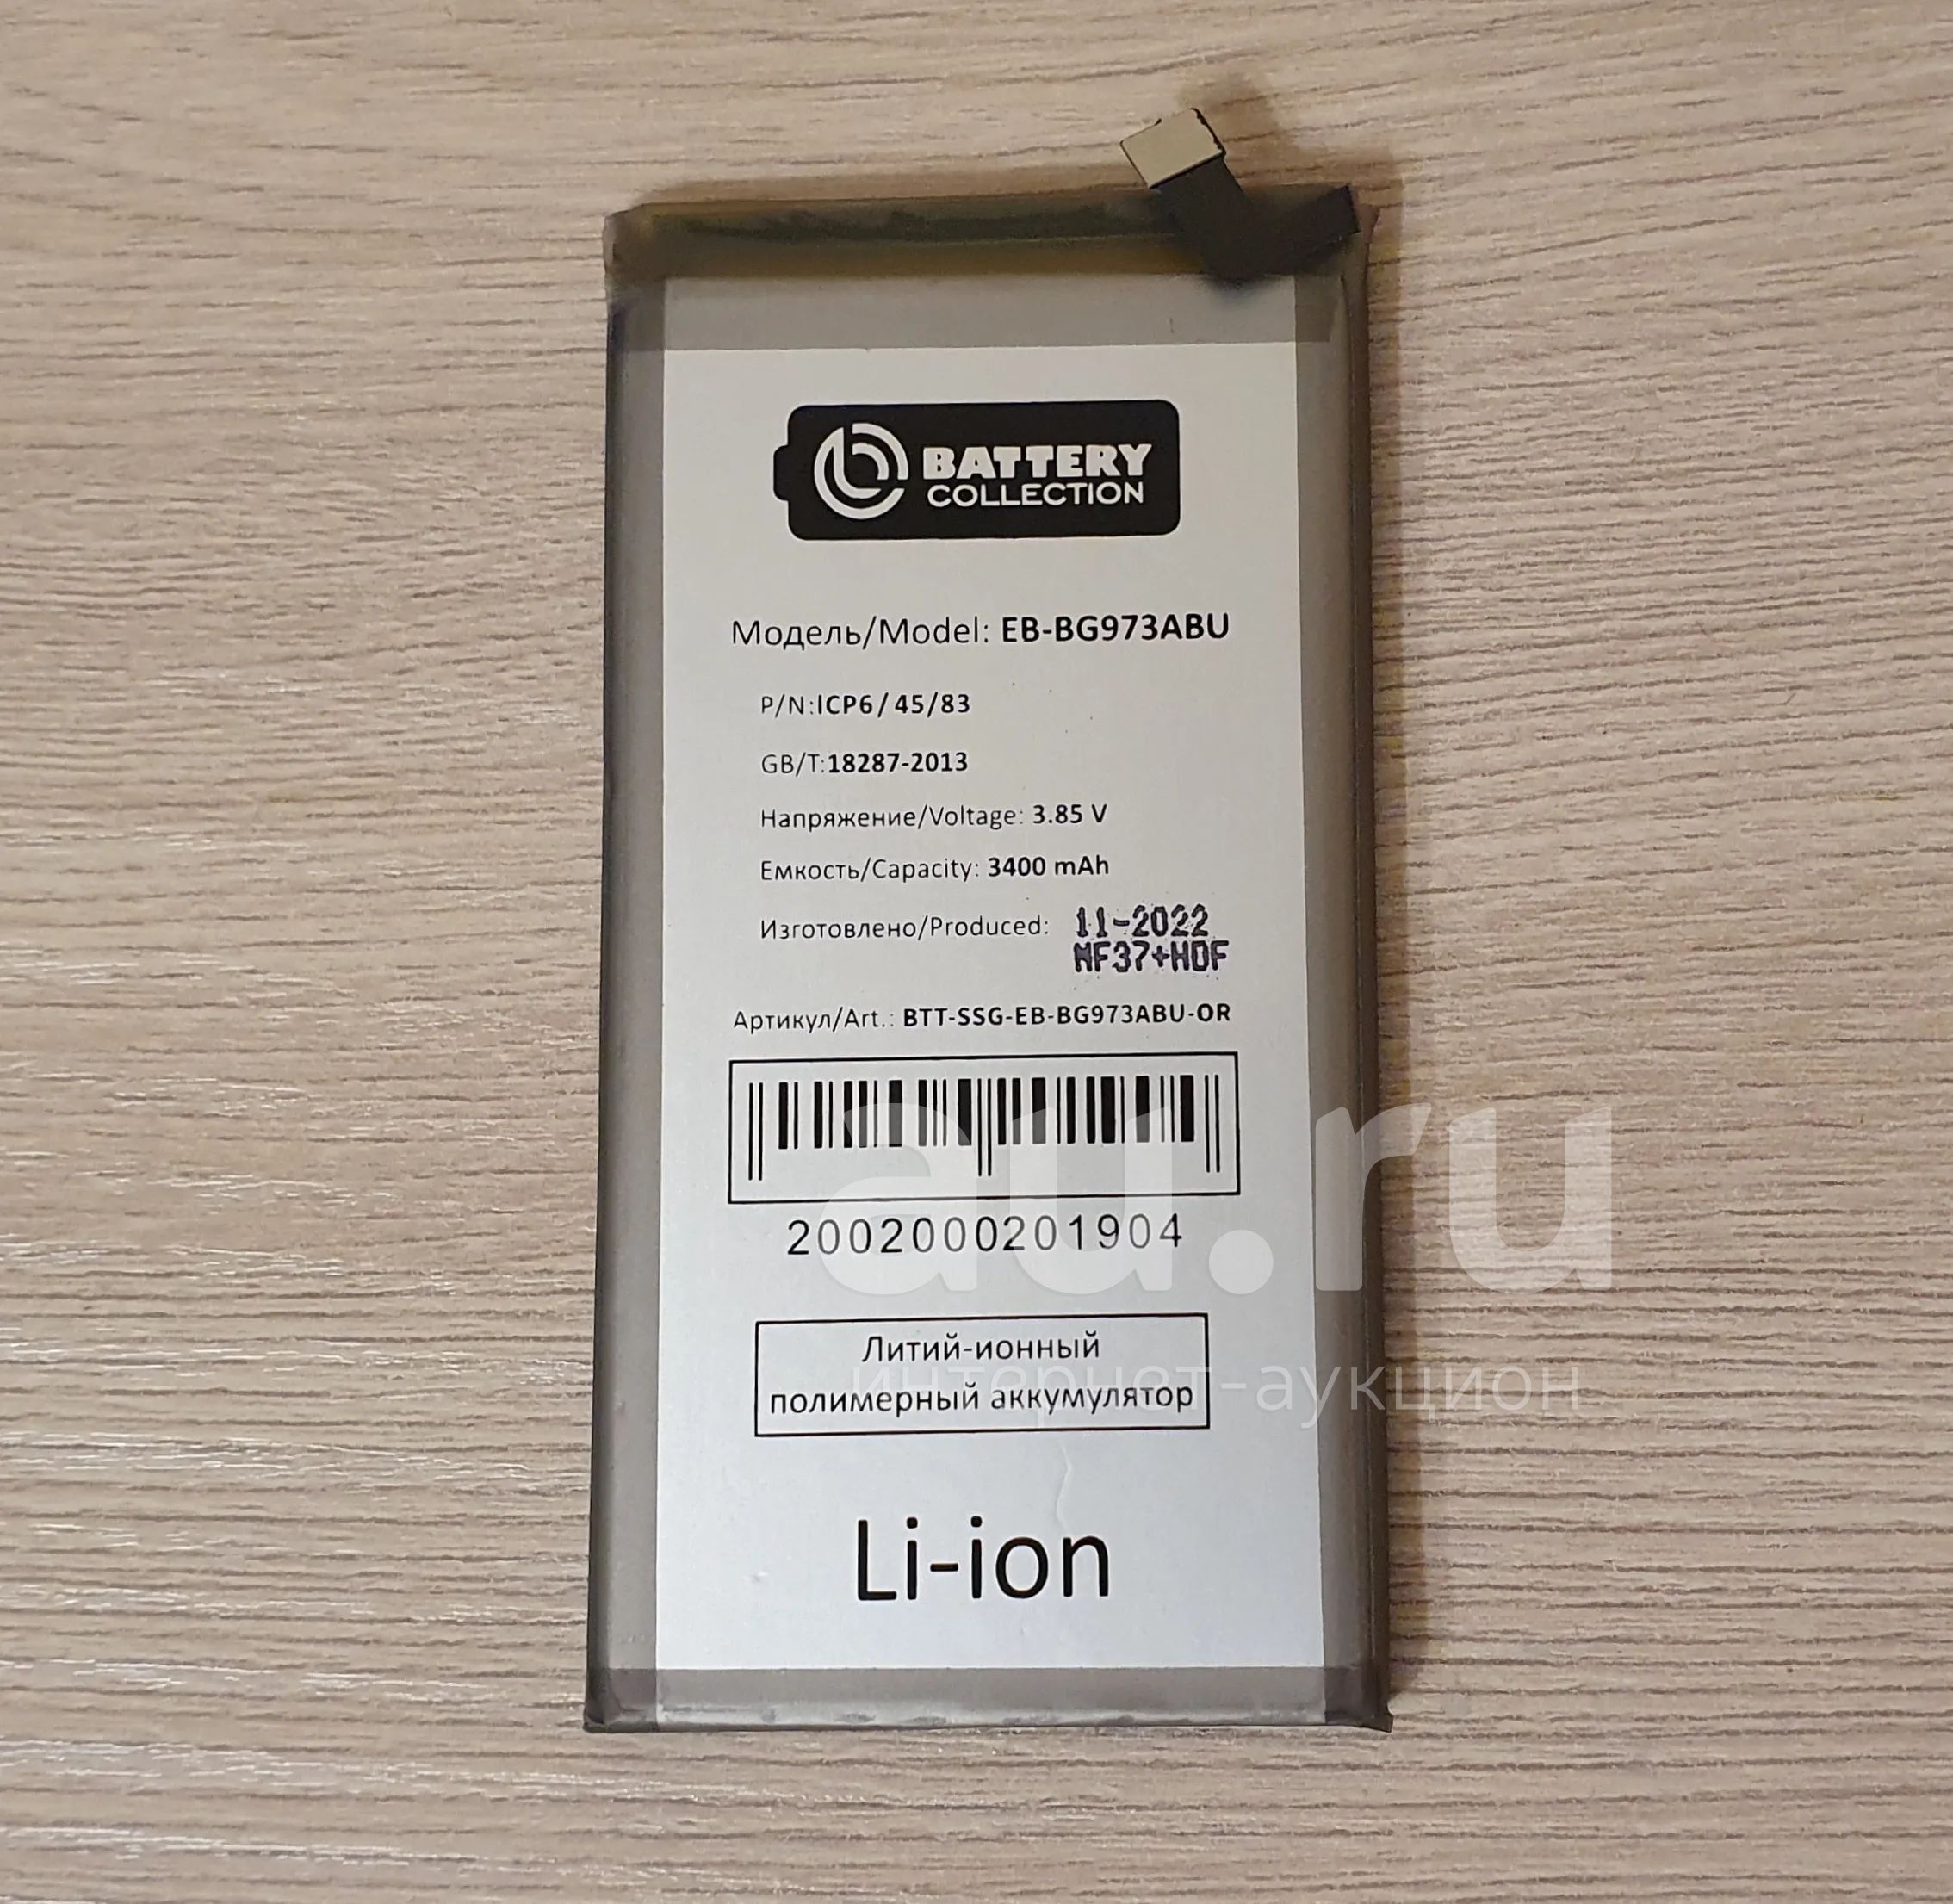 BATTERY
COLLECTION
Модель/Model: EB-BG973ABU
P/N:ICP6/45/83
GB/T:18287-2013
Напряжение/Voltage: 3.85 V
Емкость/Capacity: 3400 mAh
Изготовлено/Produced: 11-2022
MF37+HDF
Артикул/Art.: BTT-SSG-EB-BG973ABU-OR
2002000201904
au.ru
интернет-аукцион
Литий-ионный
полимерный аккумулятор
Li-ion